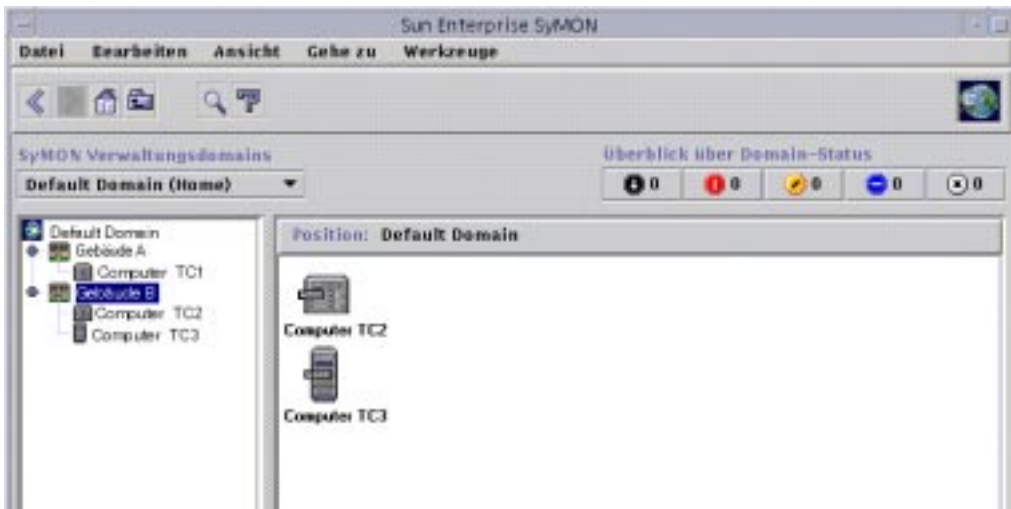 Sun Enterprise SyMON
Datei Bearbeiten Ansicht Gehe zu Werkzeuge
SyMON Verwaltungsdomains
Überblick über Domain-Status
Default Domain (Home)
0 0 0 0 0
Default Domain
Gebäude A
Computer TC1
Gebäude B
Computer TC2
Computer TC3
Position: Default Domain
Computer TC2
Computer TC3